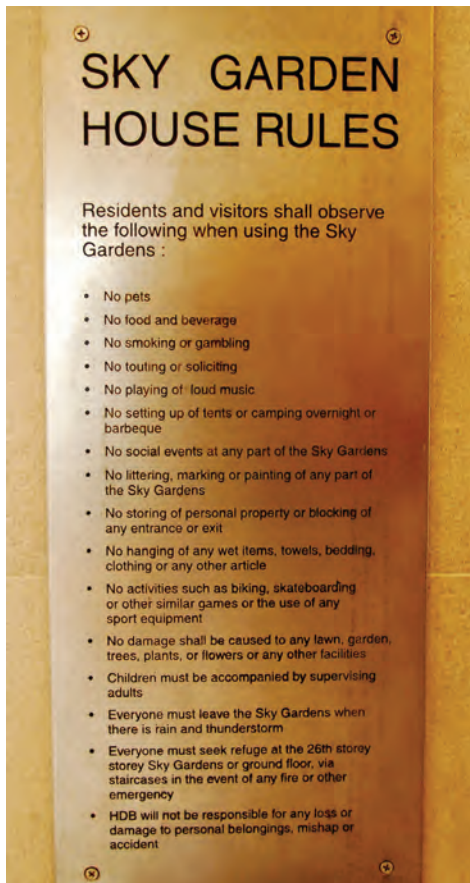 SKY GARDEN
HOUSE RULES
Residents and visitors shall observe
the following when using the Sky
Gardens :
• No pets
• No food and beverage
• No smoking or gambling
• No touting or soliciting
• No playing of loud music
• No setting up of tents or camping overnight or
barbeque
• No social events at any part of the Sky Gardens
• No littering, marking or painting of any part of
the Sky Gardens
• No storing of personal property or blocking of
any entrance or exit
• No hanging of any wet items, towels, bedding,
clothing or any other article
• No activities such as biking, skateboarding
or other similar games or the use of any
sport equipment
• No damage shall be caused to any lawn, garden,
trees, plants, or flowers or any other facilities
• Children must be accompanied by supervising
adults
• Everyone must leave the Sky Gardens when
there is rain and thunderstorm
• Everyone must seek refuge at the 26th storey
storey Sky Gardens or ground floor, via
staircases in the event of any fire or other
emergency
• HDB will not be responsible for any loss or
damage to personal belongings, mishap or
accident